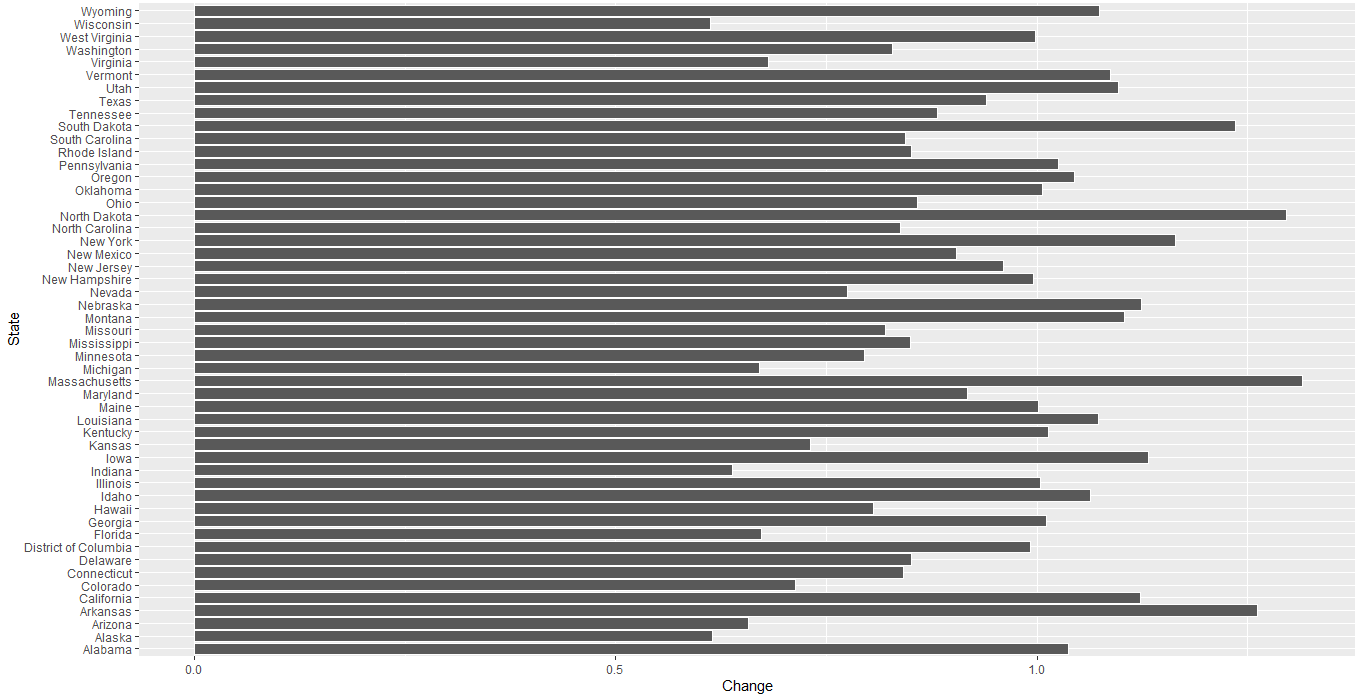 Wyoming
Wisconsin
West Virginia
Washington
Virginia
Vermont
Utah
Texas
Tennessee
South Dakota
South Carolina
Rhode Island
Pennsylvania
Oregon
Oklahoma
Ohio
North Dakota
North Carolina
New York
New Mexico
New Jersey
New Hampshire
Nevada
Nebraska
Montana
Missouri
Mississippi
Minnesota
Michigan
Massachusetts
Maryland
Maine
Louisiana
Kentucky
Kansas
Iowa
Indiana
Illinois
Idaho
Hawaii
Georgia
Florida
District of Columbia
Delaware
Connecticut
Colorado
California
Arkansas
Arizona
Alaska
Alabama
State
0.0 0.5 1.0
Change